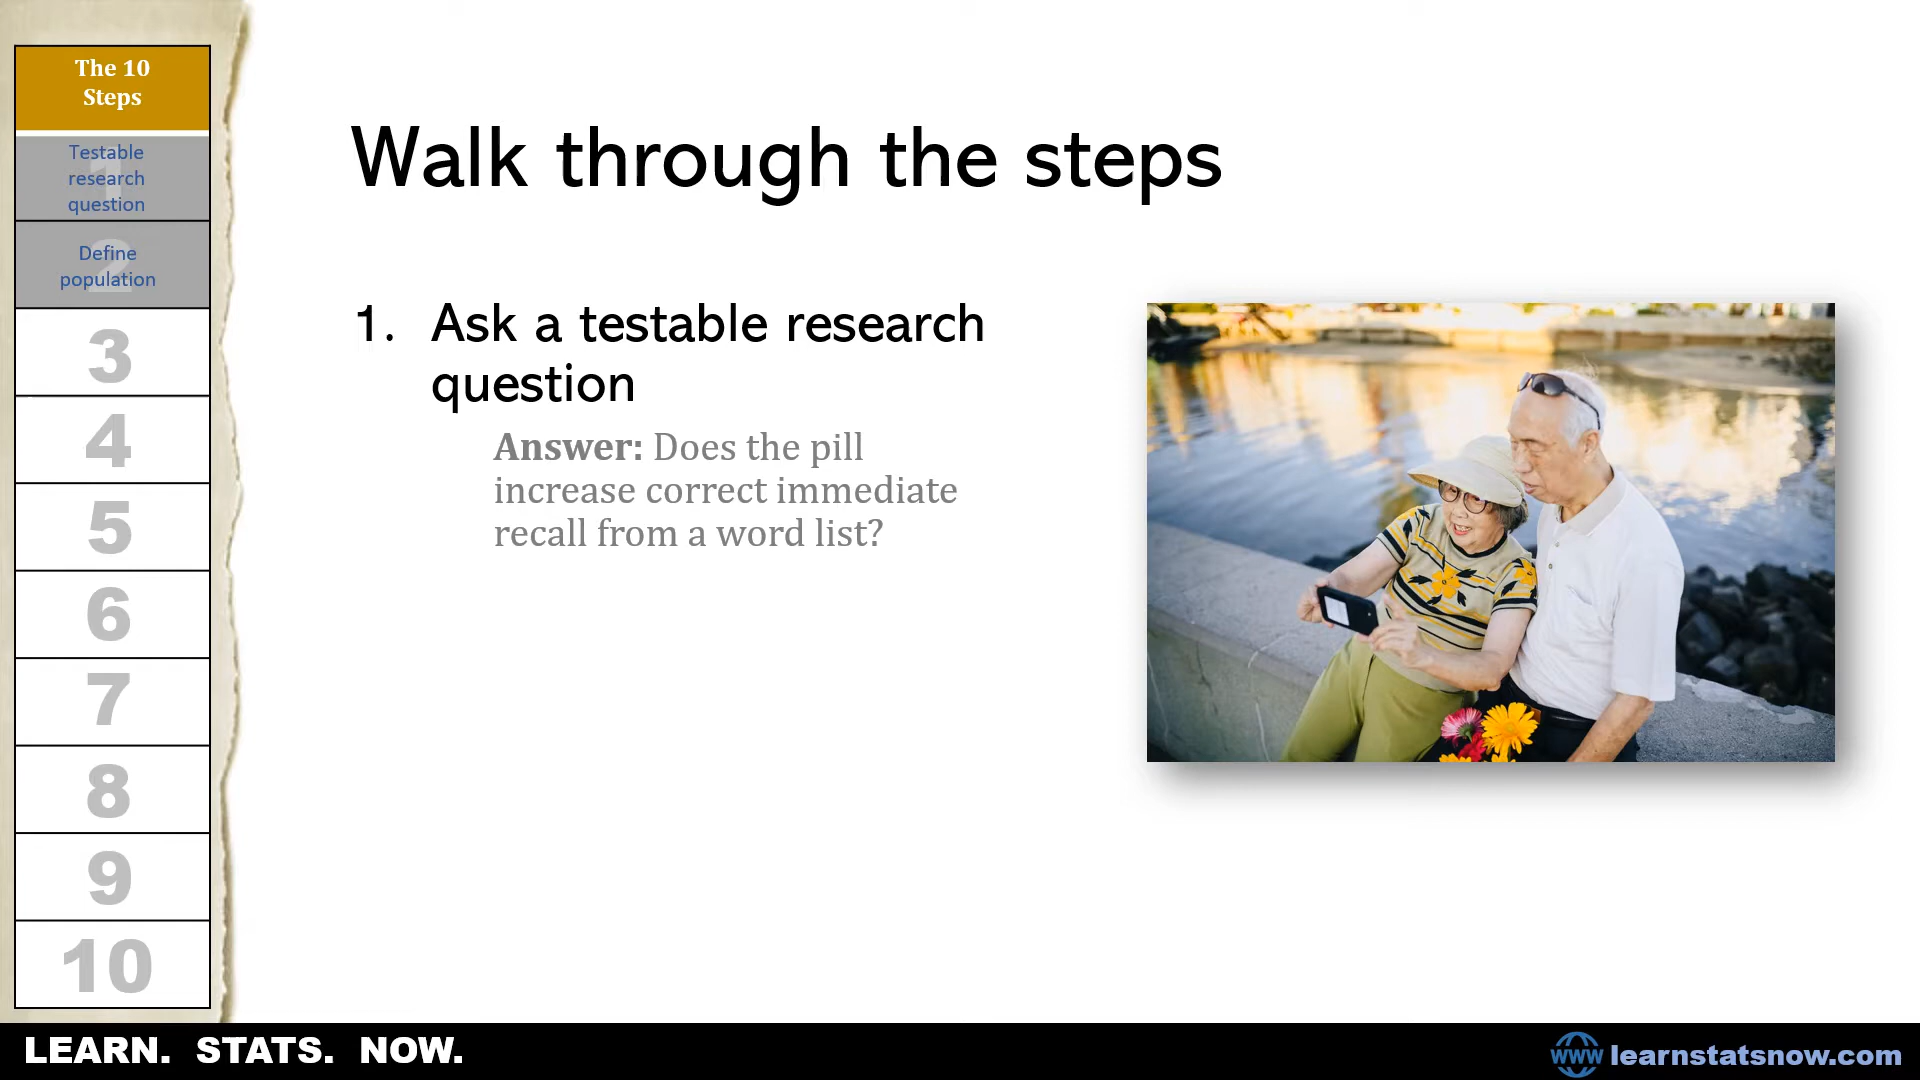 The 10
Steps
1
Testable
research
question
2
Define
population
3
4
5
6
7
8
9
10
Walk through the steps
1. Ask a testable research
question
Answer: Does the pill
increase correct immediate
recall from a word list?
LEARN. STATS. NOW.
www learnstatsnow.com